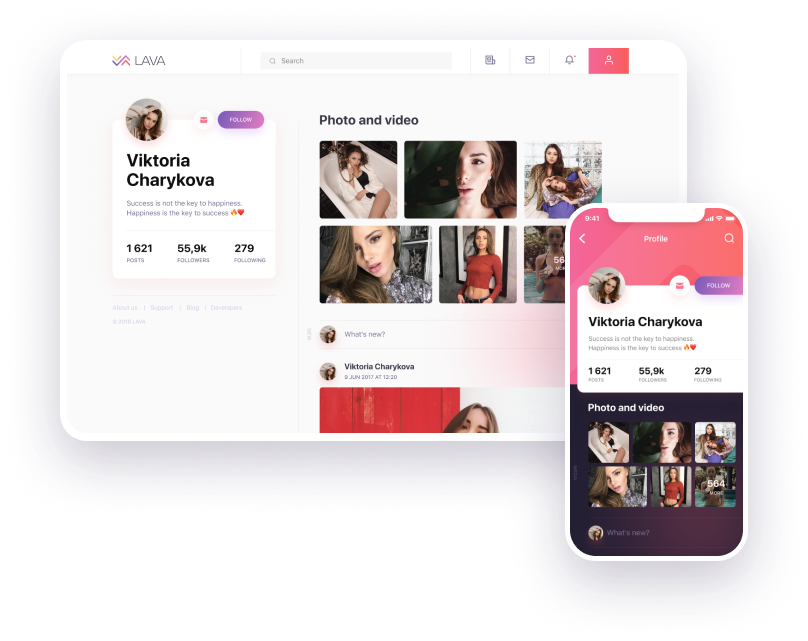 LAVA
Search
FOLLOW
Viktoria
Charykova
Success is not the key to happiness.
Happiness is the key to success 🔥❤️
1 621
55,9k
279
POSTS
FOLLOWERS
FOLLOWING
About us | Support | Blog | Developers
© 2018 LAVA
Photo and video
What's new?
Viktoria Charykova
9 JUN 2017 AT 12:20
9:41
Profile
FOLLOW
Viktoria Charykova
Success is not the key to happiness.
Happiness is the key to success 🔥❤️
1 621
55,9k
279
POSTS
FOLLOWERS
FOLLOWING
Photo and video
564
MORE
What's new?